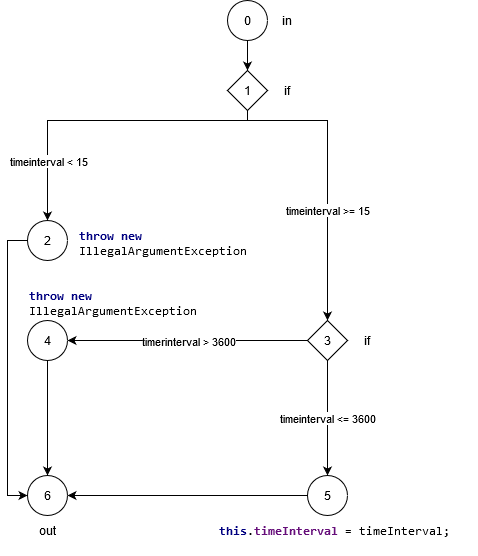 0 in
1 if
timeinterval < 15
timeinterval >= 15
2
throw new
IllegalArgumentException
throw new
IllegalArgumentException
4
timerinterval > 3600
3 if
timeinterval <= 3600
6
5
out
this.timeInterval = timeInterval;